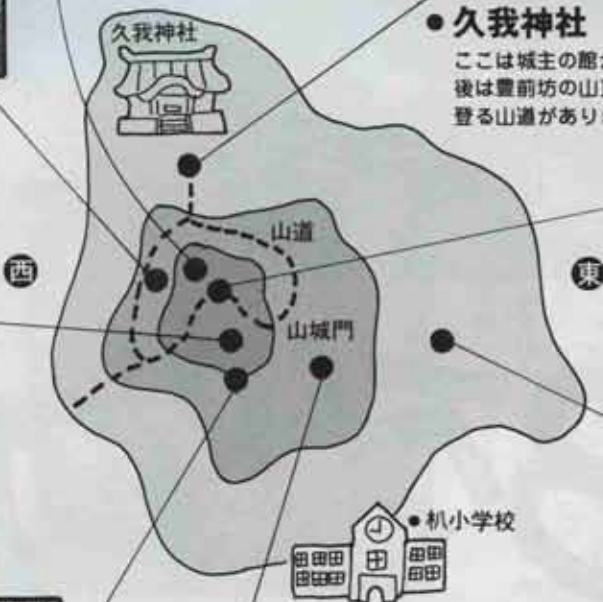 久我神社
● 久我神社
ここは城主の館
後は豊前坊の山
登る山道があり
西
山道
東
山城門
● 朳小学校